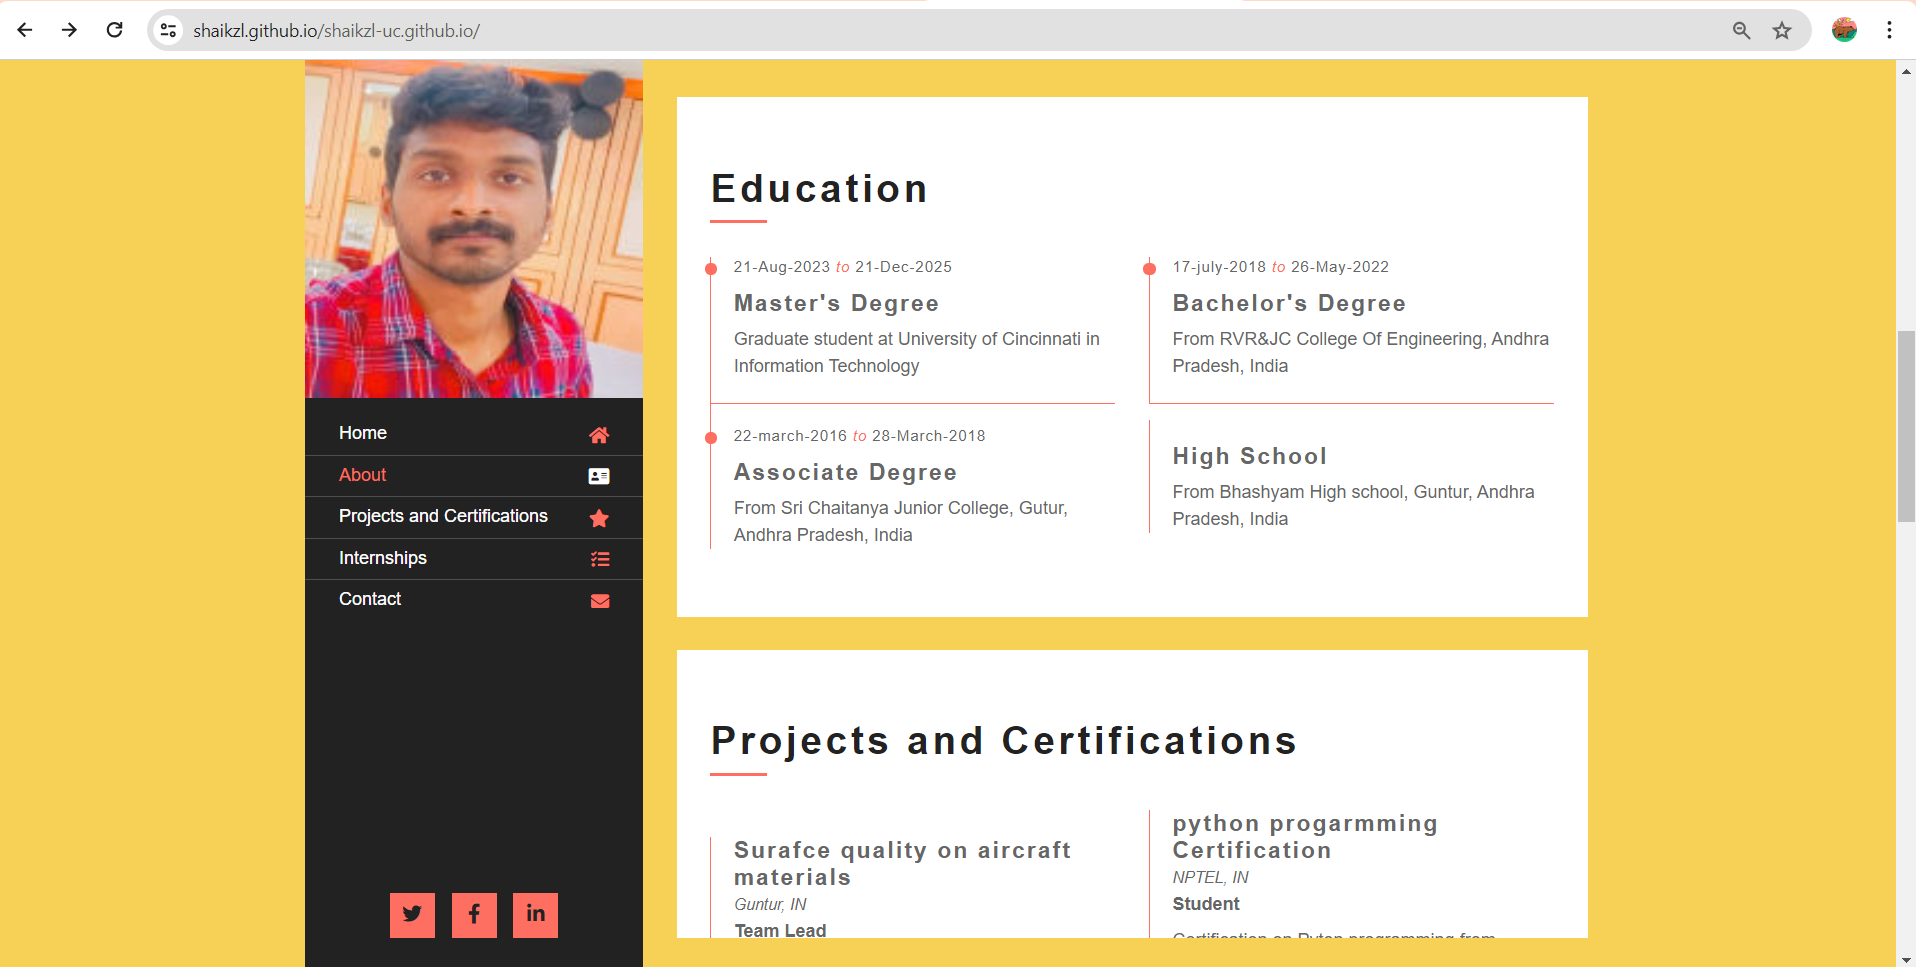 shaikzl.github.io/shaikzl-uc.github.io/
Home
About
Projects and Certifications
Internships
Contact
Education
21-Aug-2023 to 21-Dec-2025
Master's Degree
Graduate student at University of Cincinnati in
Information Technology
17-july-2018 to 26-May-2022
Bachelor's Degree
From RVR&JC College Of Engineering, Andhra
Pradesh, India
22-march-2016 to 28-March-2018
Associate Degree
From Sri Chaitanya Junior College, Gutur,
Andhra Pradesh, India
High School
From Bhashyam High school, Guntur, Andhra
Pradesh, India
Projects and Certifications
Surafce quality on aircraft
materials
Guntur, IN
Team Lead
python progarmming
Certification
NPTEL, IN
Student
Certification on Pyton programming from